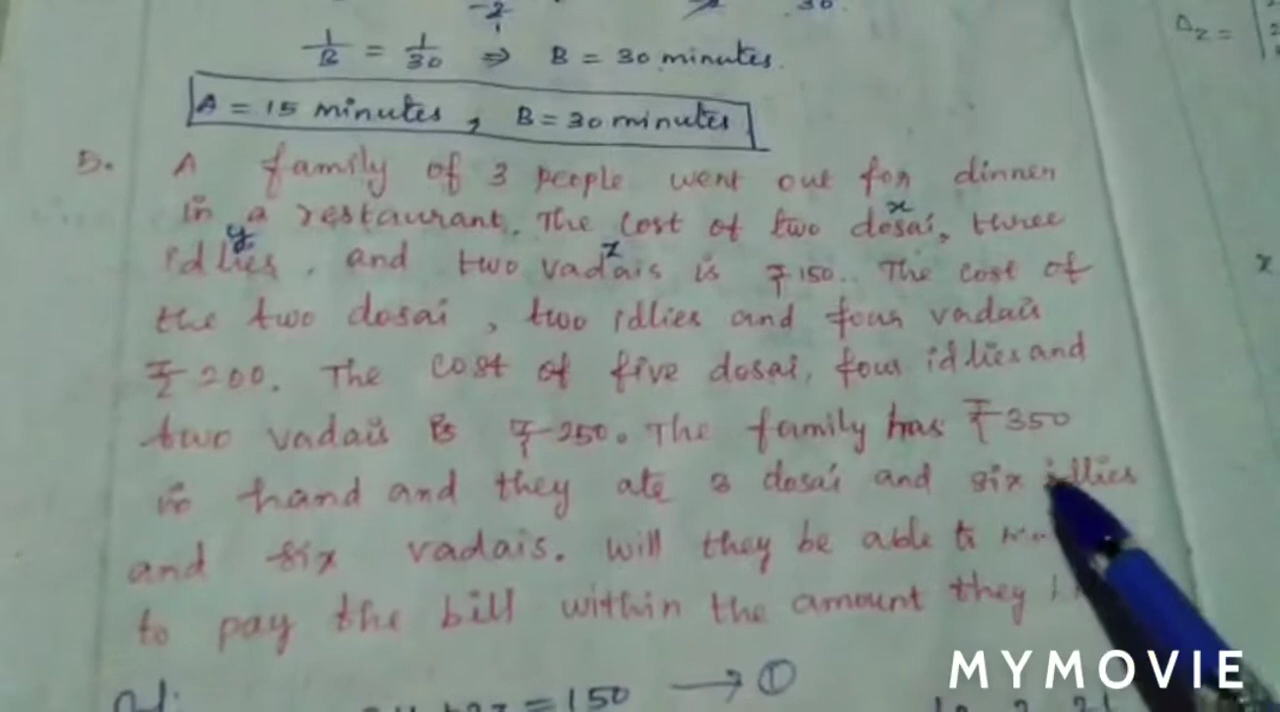 -2
30.
1/B = 1/30 ⇒ B = 30 minutes.
Δz =
A = 15 minutes, B = 30 minutes
5. A family of 3 people went out for dinner
in a restaurant. The cost of two dosai, three
x
y
z
idlies, and two vadais is ₹150. The cost of
x
the two dosai, two idlies and four vadais
₹200. The cost of five dosai, four idlies and
two vadais is ₹250. The family has ₹350
in hand and they ate 3 dosai and six idlies
and six vadais. Will they be able to
to pay the bill within the amount they
= 150 → ①
MYMOVIE